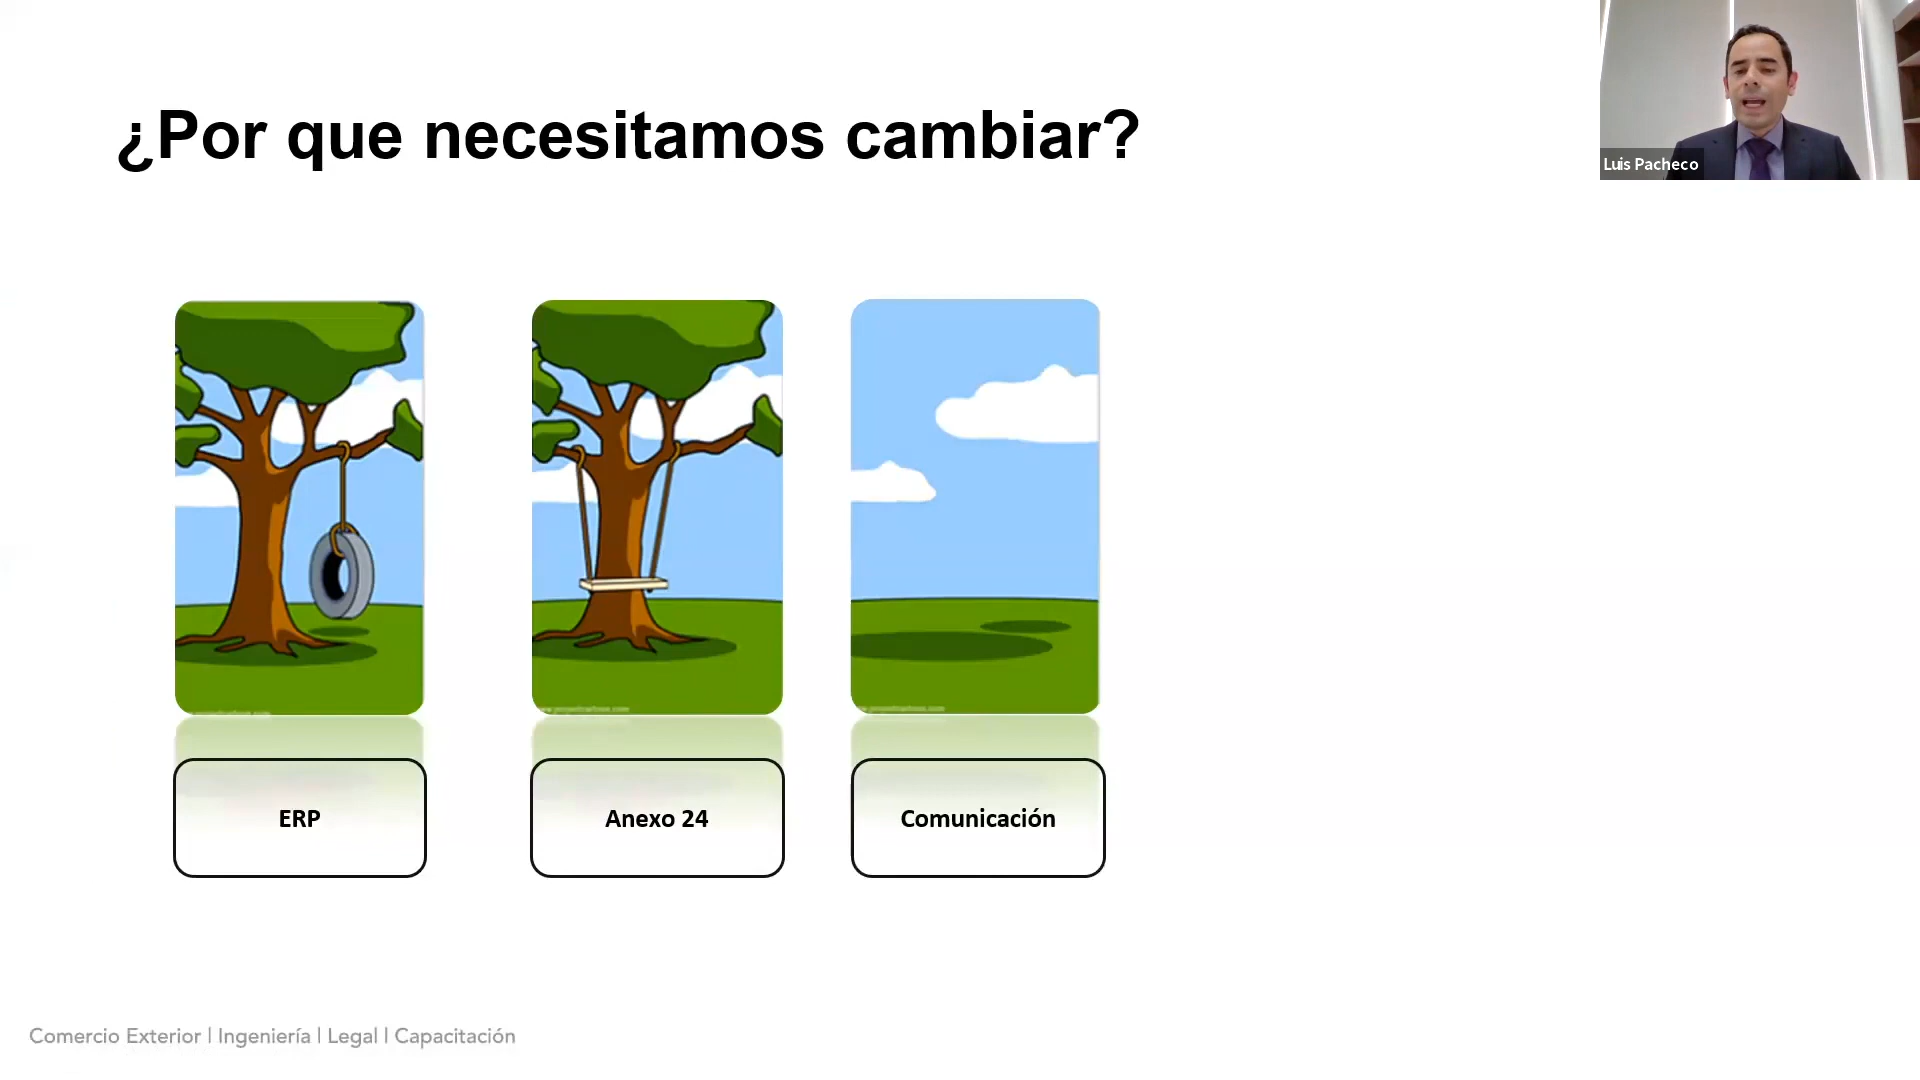 ¿Por que necesitamos cambiar?
Luis Pacheco
ERP
Anexo 24
Comunicación
Comercio Exterior | Ingeniería | Legal | Capacitación